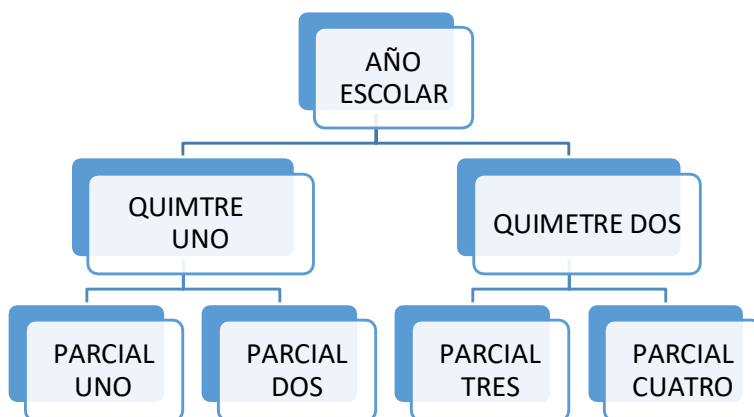 AÑO
ESCOLAR
QUIMTRE
UNO
QUIMETRE DOS
PARCIAL
UNO
PARCIAL
DOS
PARCIAL
TRES
PARCIAL
CUATRO